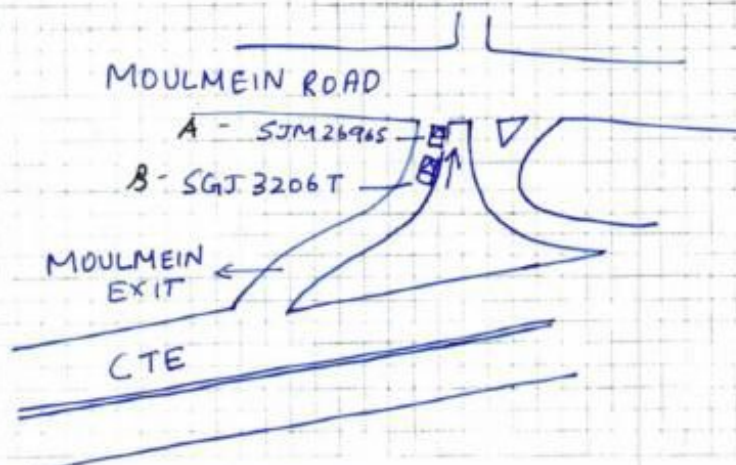 MOULMEIN ROAD
A - SJM2696S
B - SGJ 3206T
MOULMEIN
EXIT
CTE